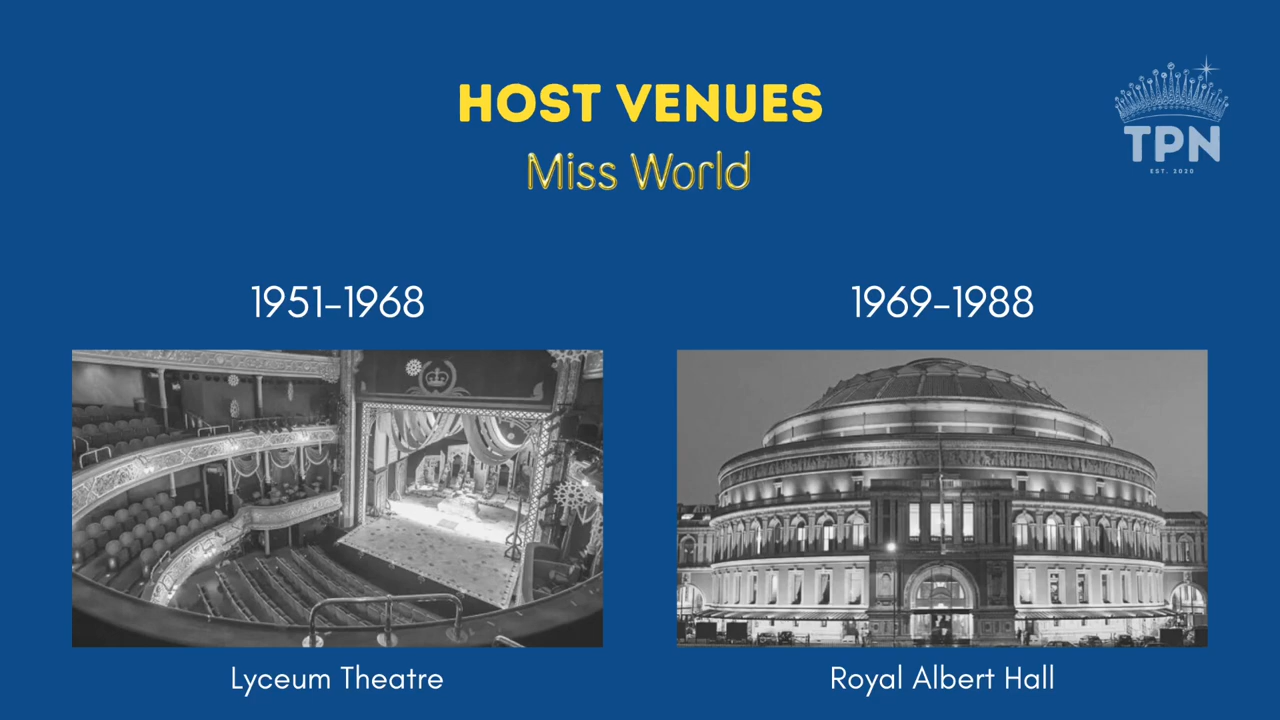 HOST VENUES
Miss World
TPN
EST. 2020
1951–1968
1969–1988
Lyceum Theatre
Royal Albert Hall